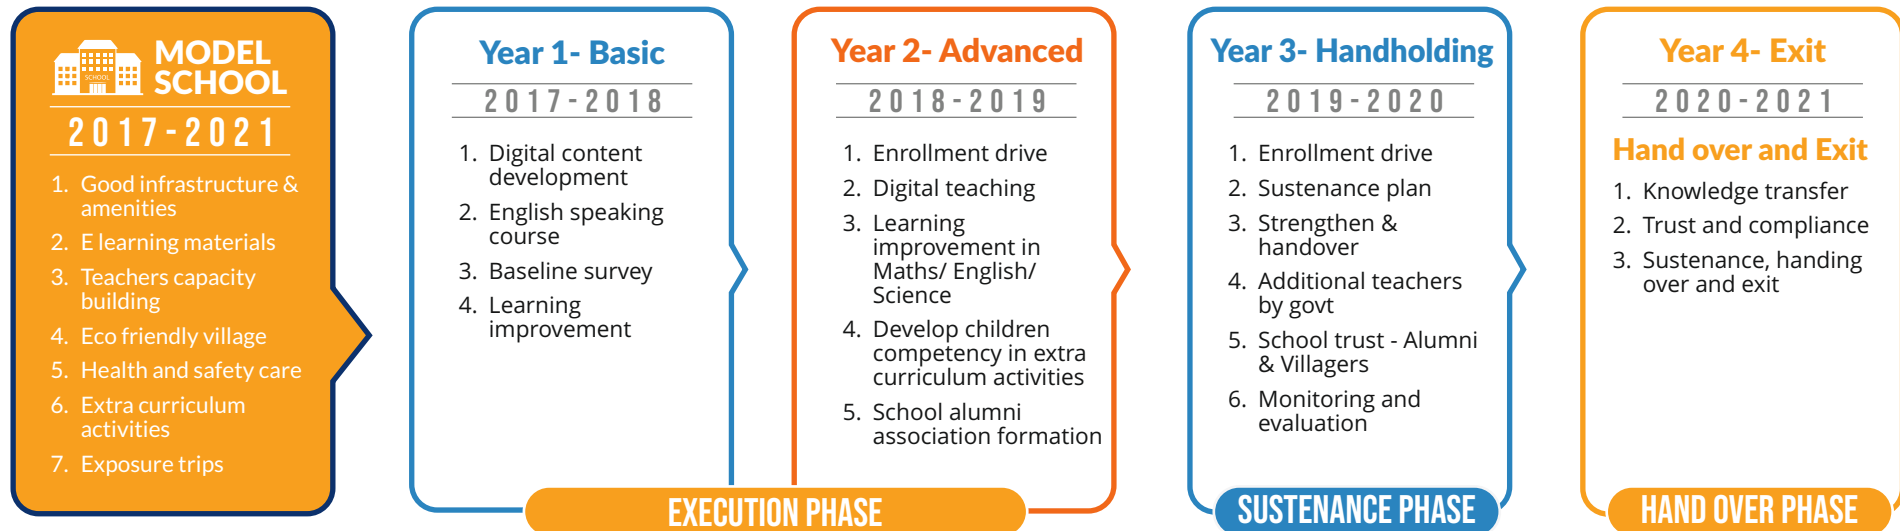 MODEL
SCHOOL
SCHOOL
2017-2021
1. Good infrastructure &
amenities
2. E learning materials
3. Teachers capacity
building
4. Eco friendly village
5. Health and safety care
6. Extra curriculum
activities
7. Exposure trips
Year 1- Basic
2017-2018
1. Digital content
development
2. English speaking
course
3. Baseline survey
4. Learning
improvement
Year 2- Advanced
2018-2019
1. Enrollment drive
2. Digital teaching
3. Learning
improvement in
Maths/ English/
Science
4. Develop children
competency in extra
curriculum activities
5. School alumni
association formation
EXECUTION PHASE
Year 3- Handholding
2019-2020
1. Enrollment drive
2. Sustenance plan
3. Strengthen &
handover
4. Additional teachers
by govt
5. School trust - Alumni
& Villagers
6. Monitoring and
evaluation
SUSTENANCE PHASE
Year 4- Exit
2020-2021
Hand over and Exit
1. Knowledge transfer
2. Trust and compliance
3. Sustenance, handing
over and exit
HAND OVER PHASE